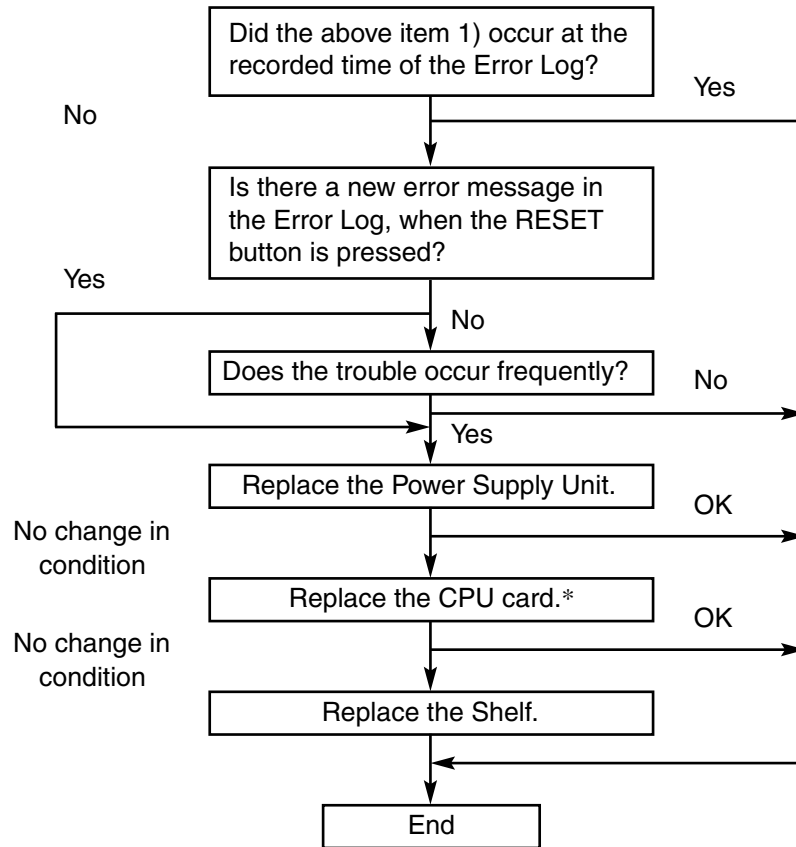 Did the above item 1) occur at the
recorded time of the Error Log?
Yes
No
Is there a new error message in
the Error Log, when the RESET
button is pressed?
Yes
No
Does the trouble occur frequently?
No
Yes
Replace the Power Supply Unit.
OK
No change in
condition
Replace the CPU card.*
OK
No change in
condition
Replace the Shelf.
End